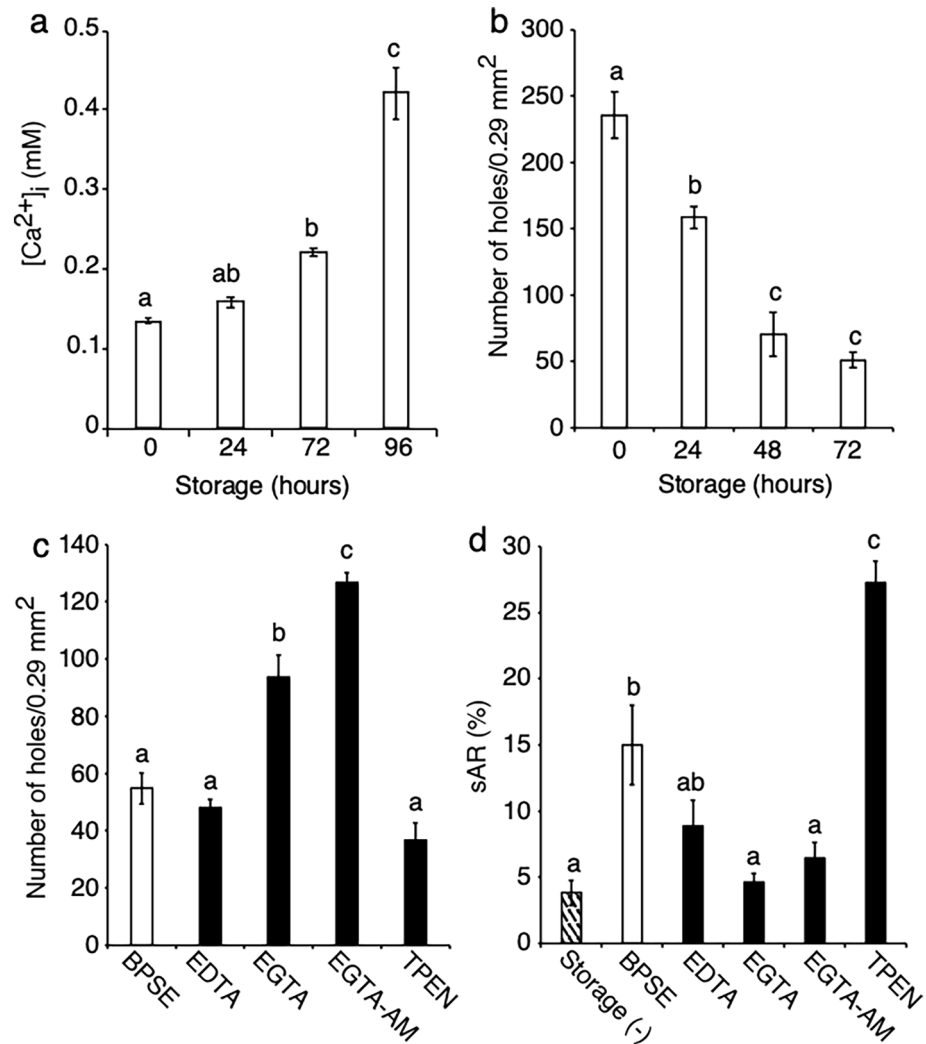 a
0.5
0.4
0.3
0.2
0.1
0
[Ca2+]i (mM)
a
ab
b
c
0 24 72 96
Storage (hours)
b
300
250
200
150
100
50
0
Number of holes/0.29 mm2
a
b
c
c
0 24 48 72
Storage (hours)
c
140
120
100
80
60
40
20
0
Number of holes/0.29 mm2
a
a
b
c
a
BPSE
EDTA
EGTA
EGTA-AM
TPEN
d
30
25
20
15
10
5
0
sAR (%)
a
b
ab
a
a
c
Storage (-)
BPSE
EDTA
EGTA
EGTA-AM
TPEN